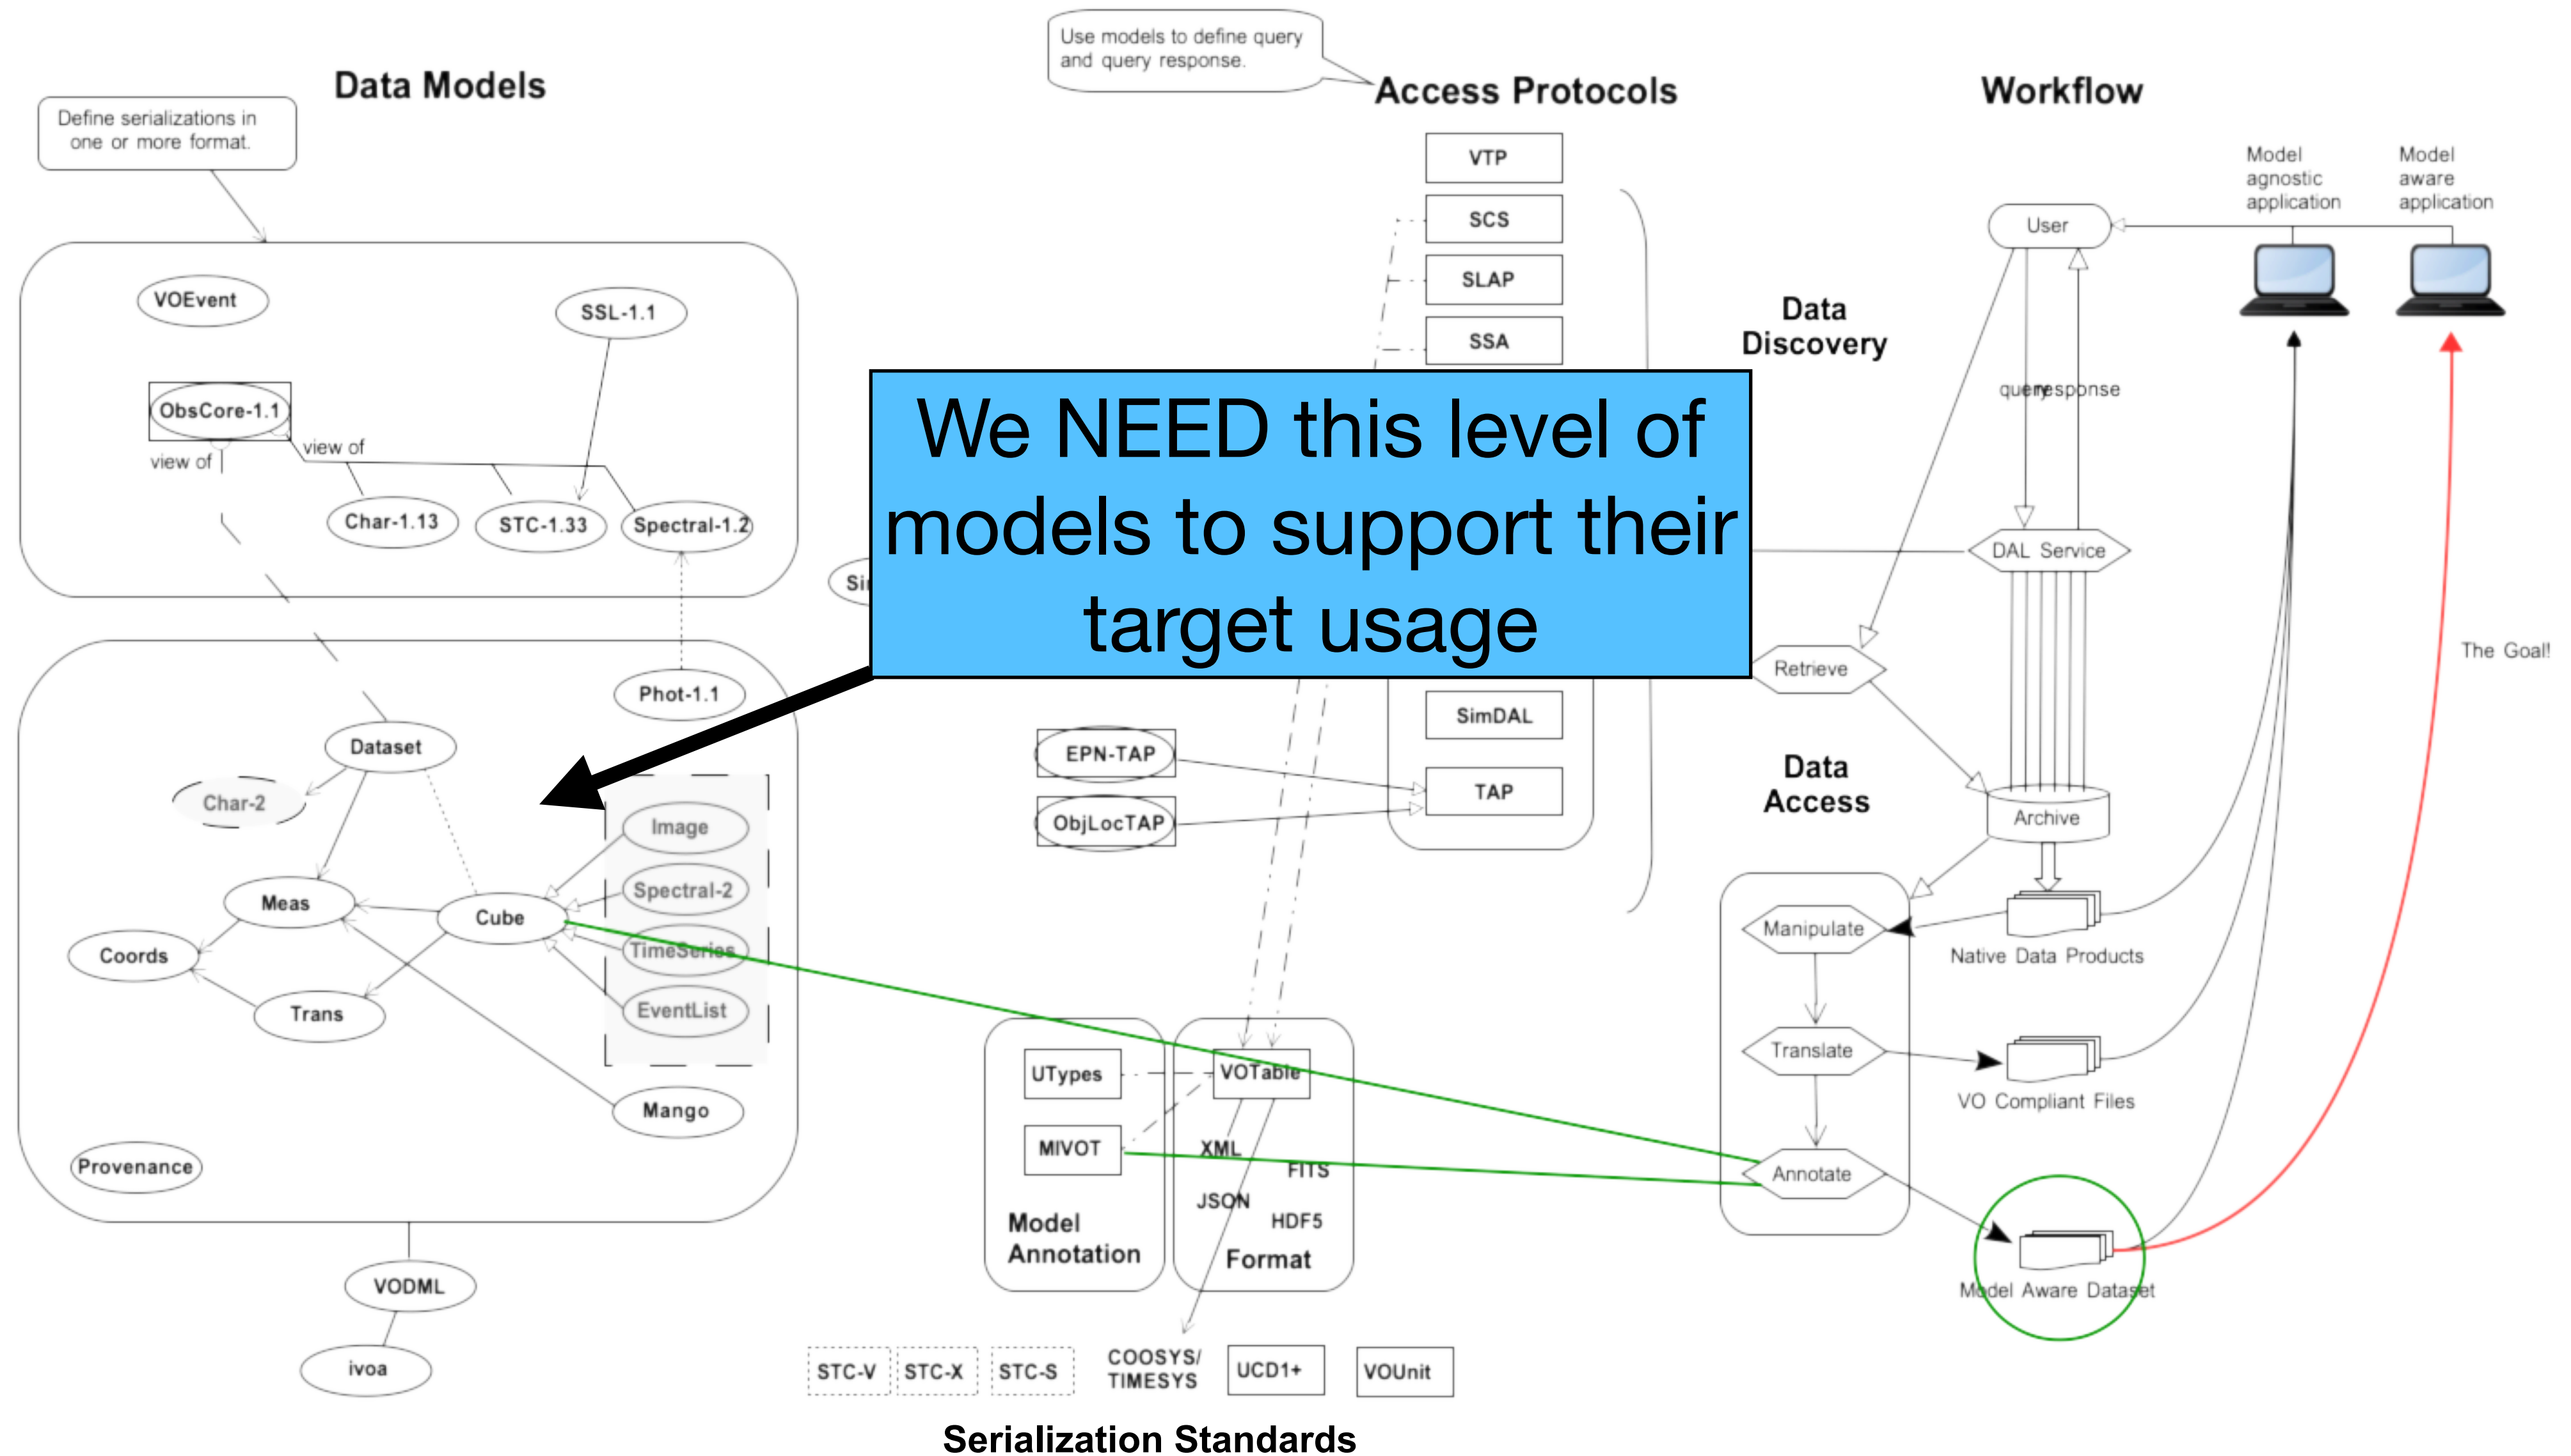 Use models to define query
and query response.
Data Models
Access Protocols
Workflow
Define serializations in
one or more format.
VTP
SCS
SLAP
SSA
Model
agnostic
application
Model
aware
application
User
VOEvent
SSL-1.1
Data
Discovery
query
response
ObsCore-1.1
view of
view of
Char-1.13
STC-1.33
Spectral-1.2
We NEED this level of
models to support their
target usage
DAL Service
The Goal!
Retrieve
Phot-1.1
SimDAL
Dataset
EPN-TAP
TAP
ObjLocTAP
Data
Access
Archive
Char-2
Image
Spectral-2
TimeSeries
EventList
Meas
Cube
Coords
Trans
Manipulate
Native Data Products
Translate
VO Compliant Files
UTypes
VOTable
Mango
MIVOT
XML
FITS
JSON
HDF5
Provenance
Annotate
Model
Annotation
Format
Model Aware Dataset
VODML
ivoa
STC-V
STC-X
STC-S
COOSYS/
TIMESYS
UCD1+
VOUnit
Serialization Standards